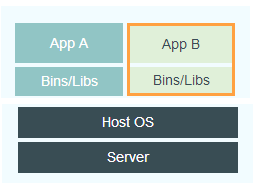 App A App B
Bins/Libs Bins/Libs
Host OS
Server